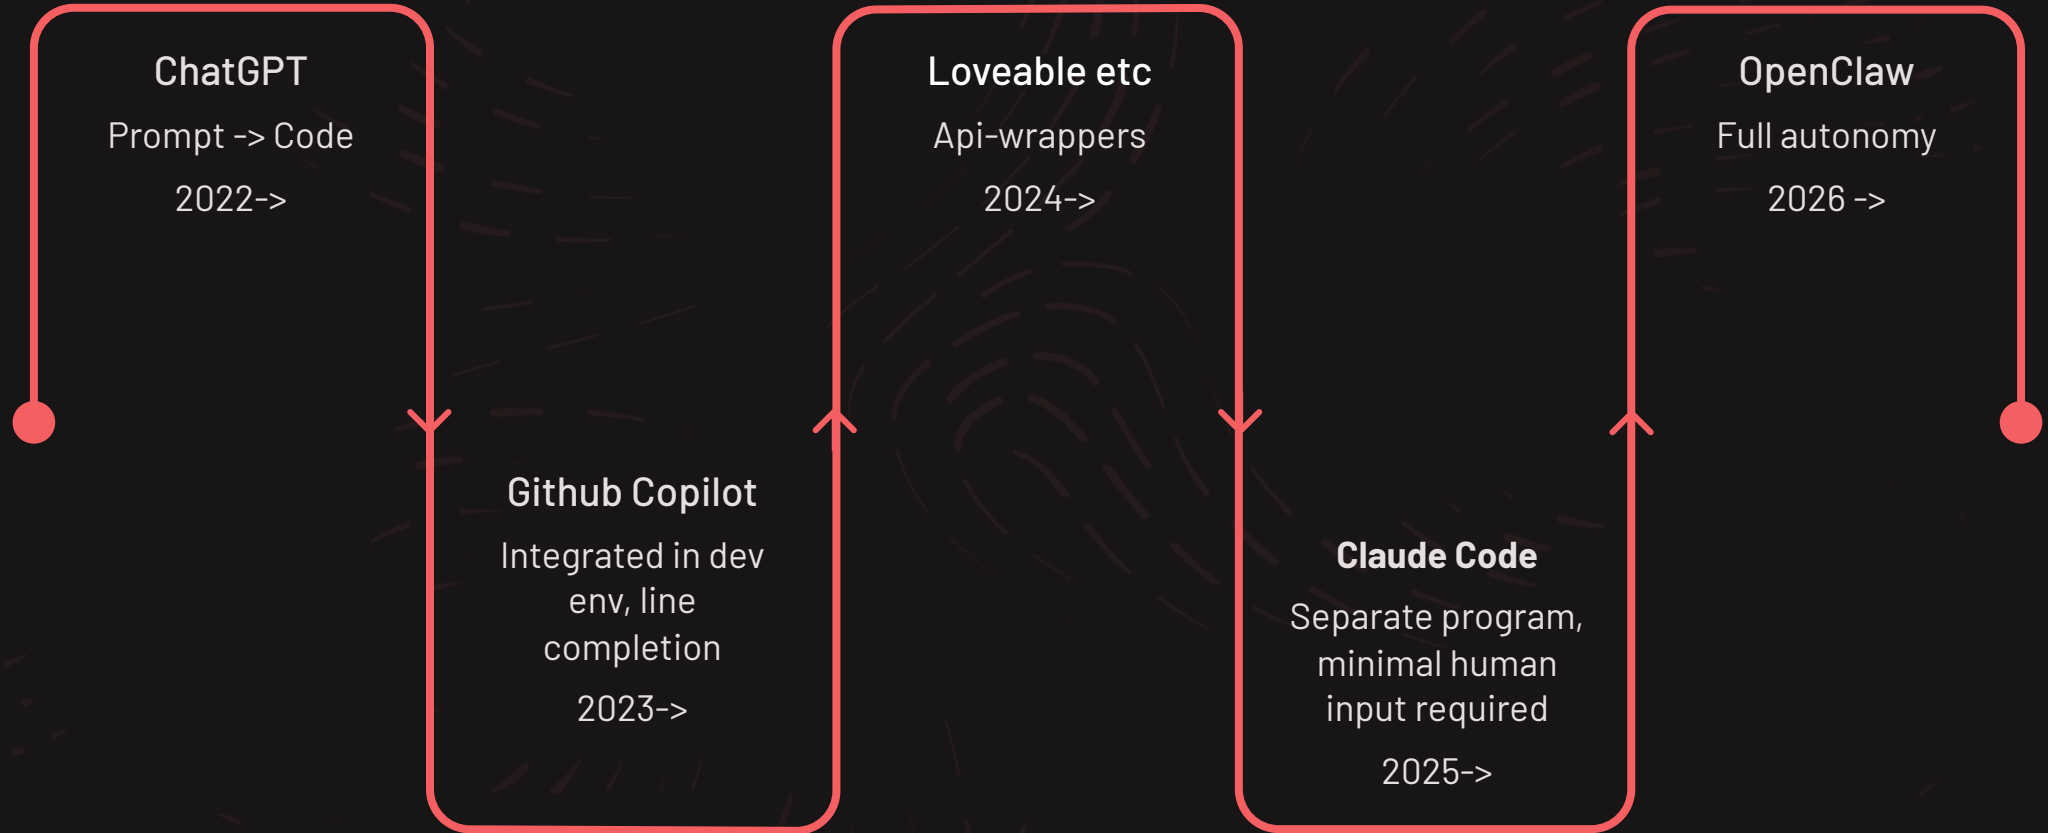 ChatGPT
Prompt -> Code
2022->
Github Copilot
Integrated in dev
env, line
completion
2023->
Loveable etc
Api-wrappers
2024->
Claude Code
Separate program,
minimal human
input required
2025->
OpenClaw
Full autonomy
2026 ->